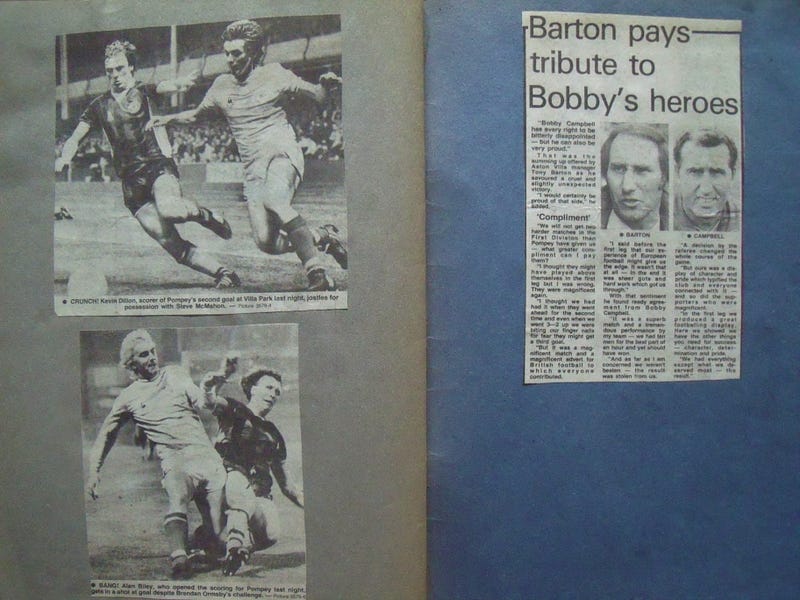 ● CRUNCH! Kevin Dillon, scorer of Pompey's second goal at Villa Park last night, jostles for
possession with Steve McMahon. — Picture 3579-4
● BANG! Alan Biley, who opened the scoring for Pompey last night,
gets in a shot at goal despite Brendan Ormsby's challenge. — Picture 3579-
Barton pays
tribute to
Bobby's heroes
"Bobby Campbell
has every right to be
bitterly disappointed
— but he can also be
very proud."
That was the
summing up offered by
Aston Villa manager
Tony Barton as he
savoured a cruel and
slightly unexpected
victory.
"I would certainly be
proud of that side," he
added.
'Compliment'
"We will not get two
harder matches in the
First Division than
Pompey have given us
— what greater com-
pliment can I pay
them?
"I thought they might
have played above
themselves in the first
leg but I was wrong.
They were magnificent
again.
"I thought we had
had it when they went
ahead for the second
time and even when we
went 3—2 up we were
biting our finger nails
for fear they might get
a third goal.
"But it was a mag-
nificent match and a
magnificent advert for
British football to
which everyone
contributed.
● BARTON
"I said before the
first leg that our ex-
perience of European
football might give us
the edge. It wasn't that
at all — in the end it
was sheer guts and
hard work which got us
through."
With that sentiment
he found ready agree-
ment from Bobby
Campbell.
"It was a superb
match and a tremen-
dous performance by
my team — we had ten
men for the best part of
an hour and yet should
have won.
"And as far as I am
concerned we weren't
beaten — the result
was stolen from us.
● CAMPBELL
"A decision by the
referee changed the
whole course of the
game.
"But ours was a dis-
play of character and
pride which typified the
club and everyone
connected with it —
and so did the sup-
porters who were
magnificent.
"In the first leg we
produced a great
footballing display.
Here we showed we
have the other things
you need for success
— character, deter-
mination and pride.
"We had everything
except what we de-
served most — the
result."